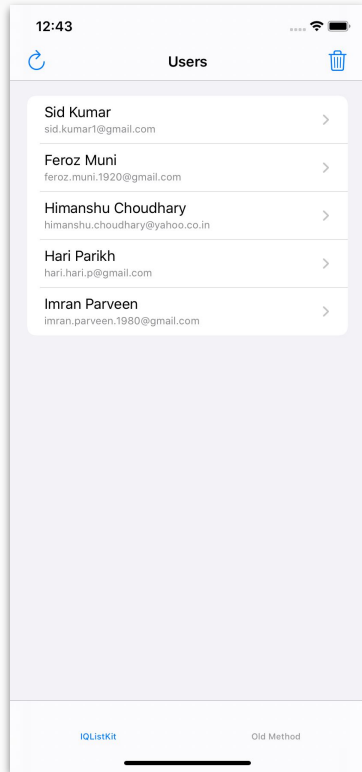 12:43
Users
Sid Kumar
sid.kumar1@gmail.com
Feroz Muni
feroz.muni.1920@gmail.com
Himanshu Choudhary
himanshu.choudhary@yahoo.co.in
Hari Parikh
hari.hari.p@gmail.com
Imran Parveen
imran.parveen.1980@gmail.com
IQListKit
Old Method